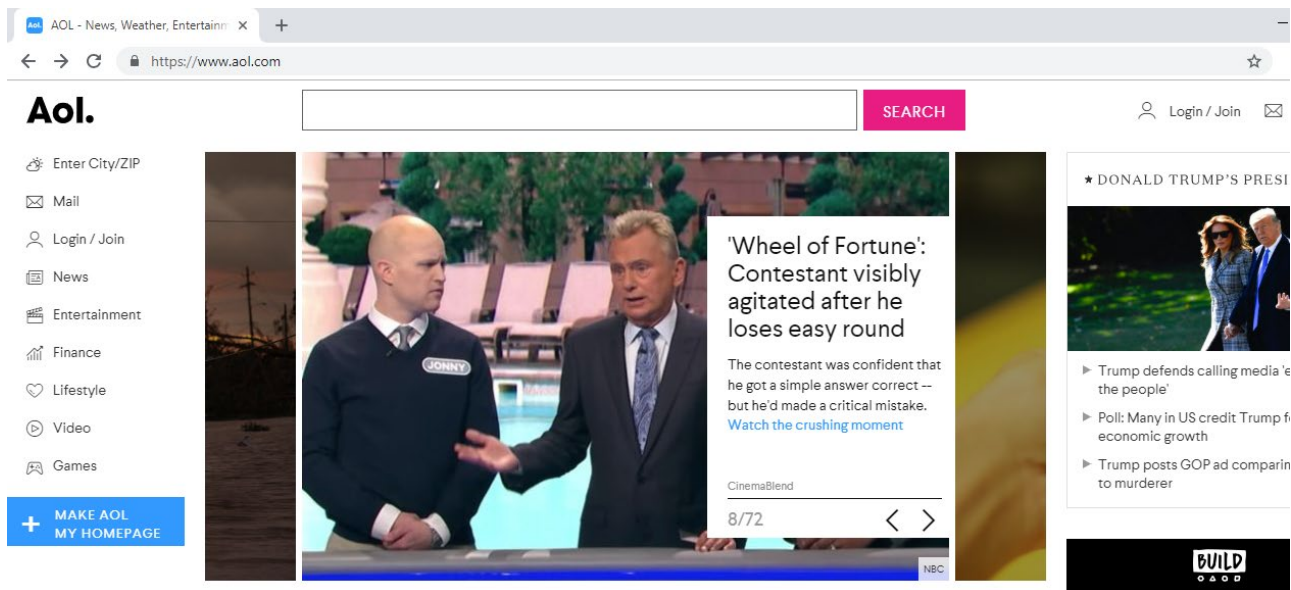 Aol. AOL - News, Weather, Entertainm
https://www.aol.com
Aol.
SEARCH
Login / Join
Enter City/ZIP
Mail
Login / Join
News
Entertainment
Finance
Lifestyle
Video
Games
MAKE AOL
MY HOMEPAGE
JONNY
'Wheel of Fortune':
Contestant visibly
agitated after he
loses easy round
The contestant was confident that
he got a simple answer correct --
but he'd made a critical mistake.
Watch the crushing moment
CinemaBlend
8/72
NBC
DONALD TRUMP'S PRESI
Trump defends calling media 'e
the people'
Poll: Many in US credit Trump f
economic growth
Trump posts GOP ad comparin
to murderer
BUILD